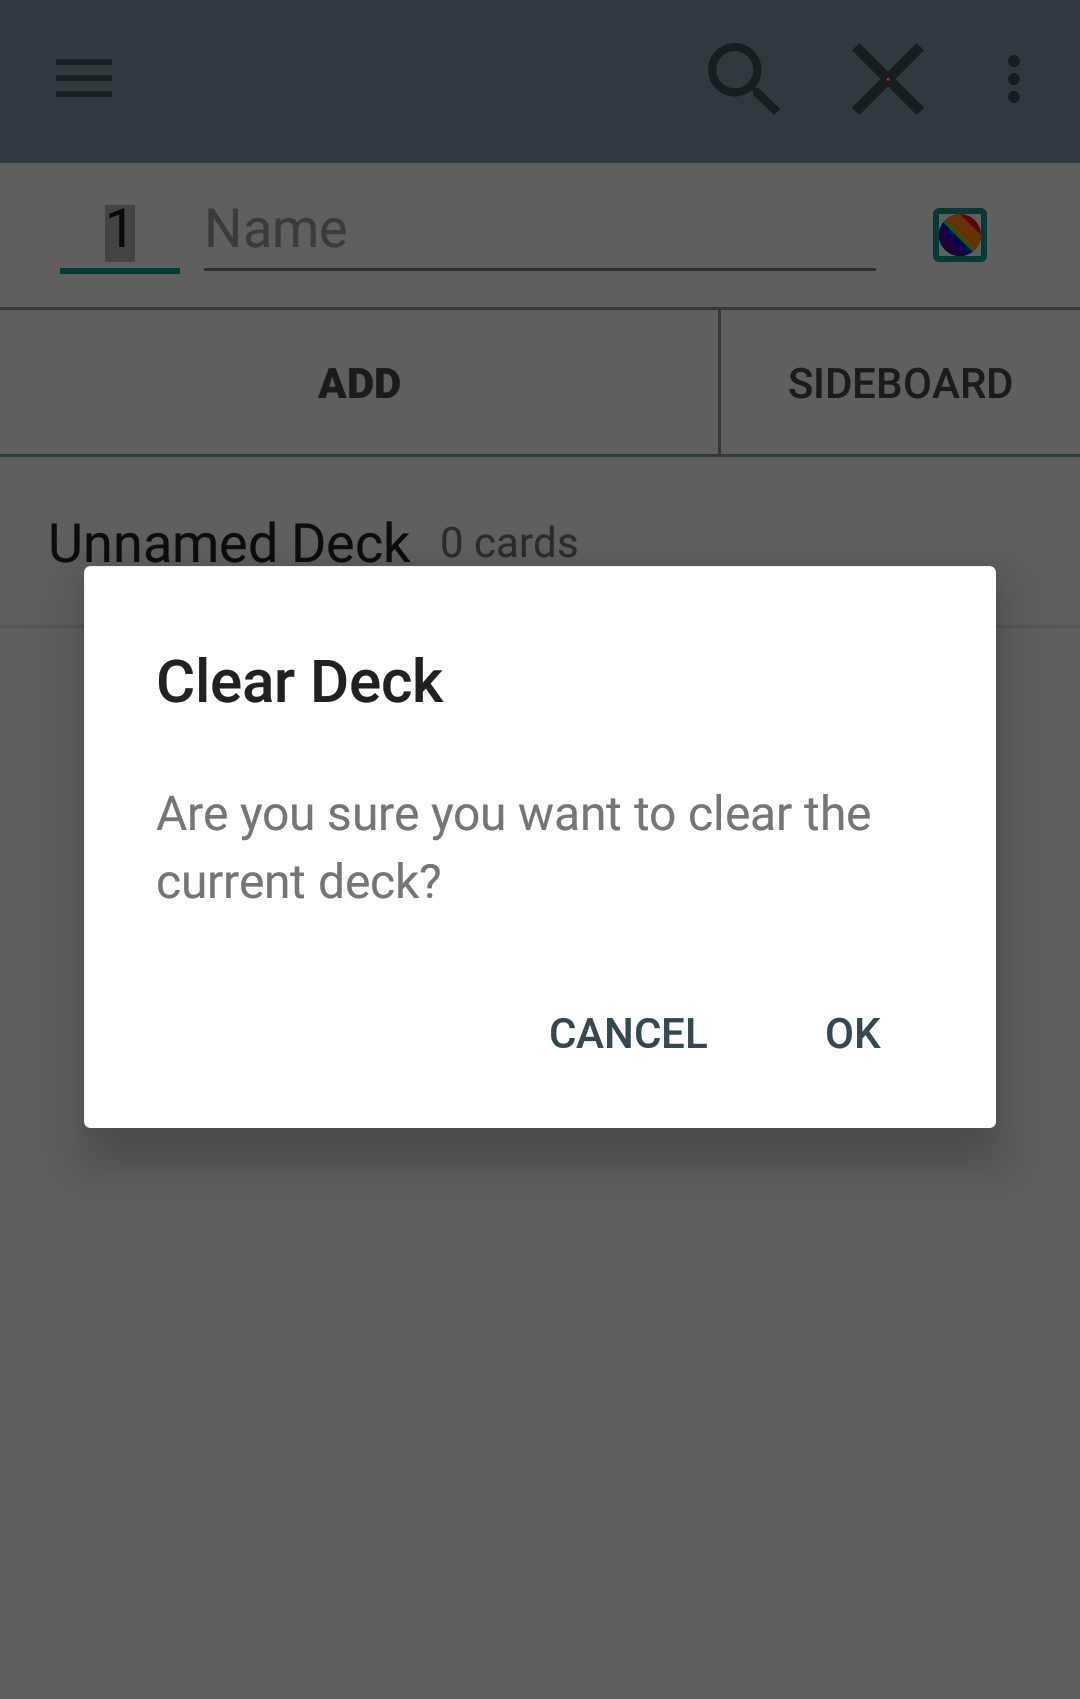 1 Name
ADD SIDEBOARD
Unnamed Deck 0 cards
Clear Deck
Are you sure you want to clear the
current deck?
CANCEL OK